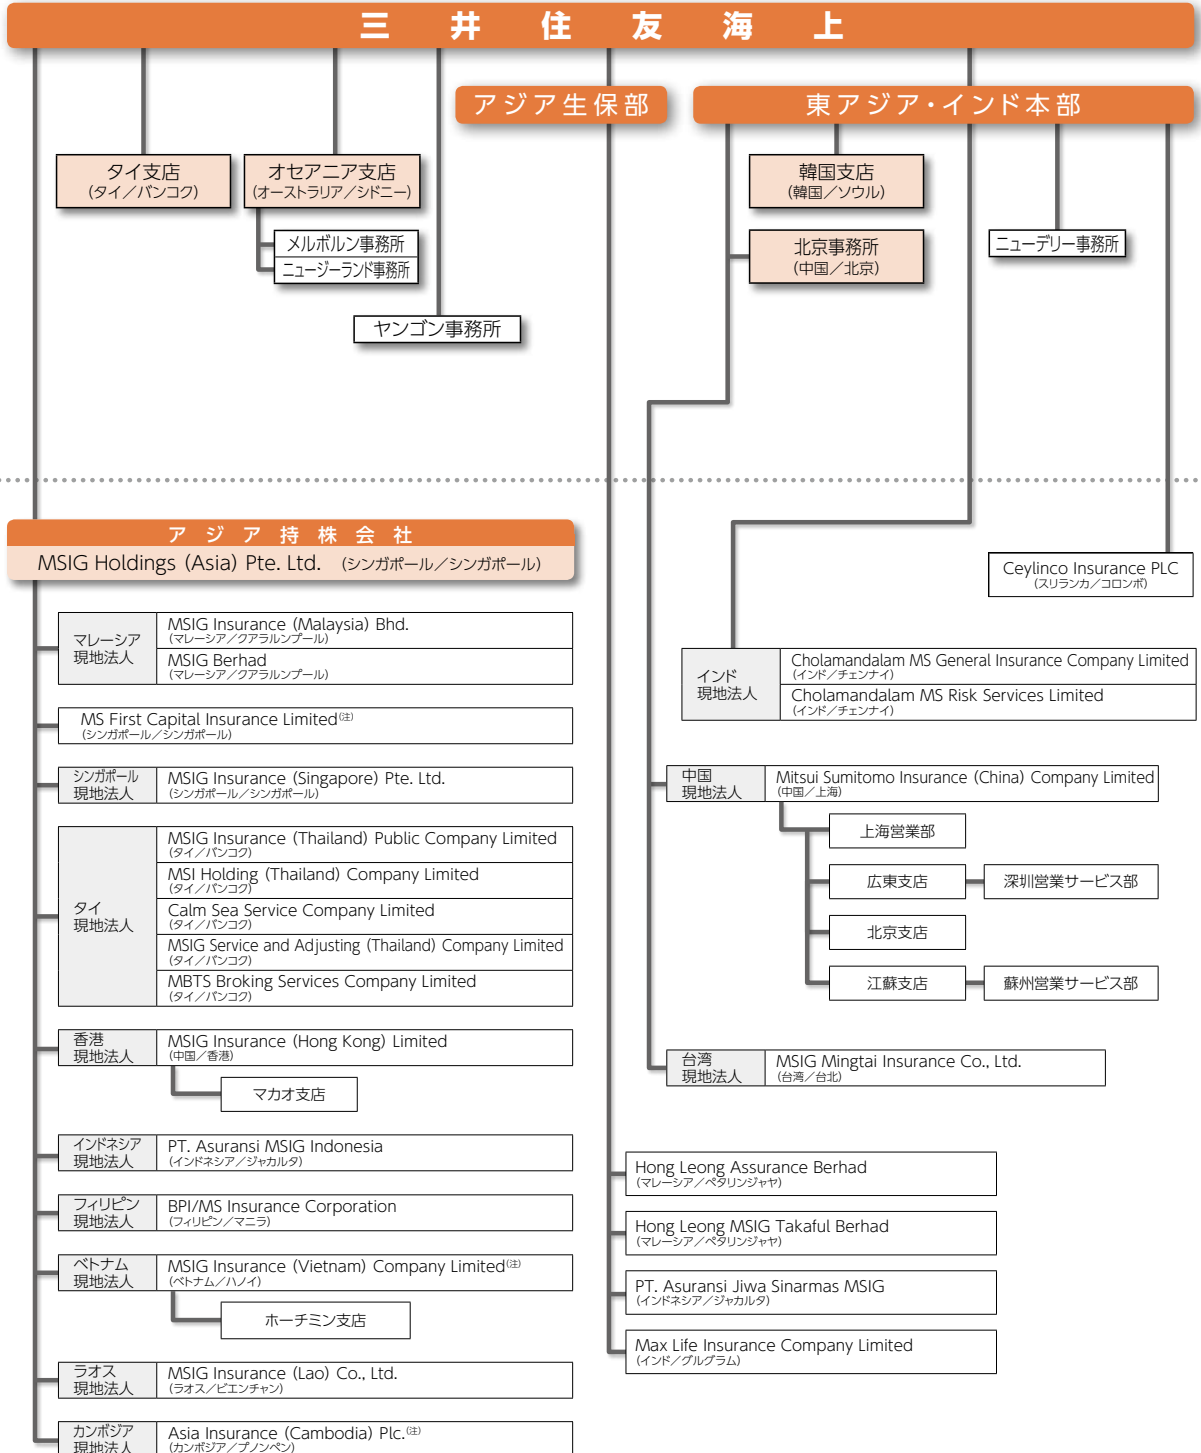 三井住友海上
アジア生保部
東アジア・インド本部
タイ支店
(タイ／バンコク)
オセアニア支店
(オーストラリア／シドニー)
メルボルン事務所
ニュージーランド事務所
ヤンゴン事務所
韓国支店
(韓国／ソウル)
北京事務所
(中国／北京)
ニューデリー事務所
アジア持株会社
MSIG Holdings (Asia) Pte. Ltd. (シンガポール／シンガポール)
マレーシア
現地法人
MSIG Insurance (Malaysia) Bhd.
(マレーシア／クアラルンプール)
MSIG Berhad
(マレーシア／クアラルンプール)
MS First Capital Insurance Limited(注)
(シンガポール／シンガポール)
シンガポール
現地法人
MSIG Insurance (Singapore) Pte. Ltd.
(シンガポール／シンガポール)
タイ
現地法人
MSIG Insurance (Thailand) Public Company Limited
(タイ／バンコク)
MSI Holding (Thailand) Company Limited
(タイ／バンコク)
Calm Sea Service Company Limited
(タイ／バンコク)
MSIG Service and Adjusting (Thailand) Company Limited
(タイ／バンコク)
MBTS Broking Services Company Limited
(タイ／バンコク)
香港
現地法人
MSIG Insurance (Hong Kong) Limited
(中国／香港)
マカオ支店
インドネシア
現地法人
PT. Asuransi MSIG Indonesia
(インドネシア／ジャカルタ)
フィリピン
現地法人
BPI/MS Insurance Corporation
(フィリピン／マニラ)
ベトナム
現地法人
MSIG Insurance (Vietnam) Company Limited(注)
(ベトナム／ハノイ)
ホーチミン支店
ラオス
現地法人
MSIG Insurance (Lao) Co., Ltd.
(ラオス／ビエンチャン)
カンボジア
現地法人
Asia Insurance (Cambodia) Plc.(注)
(カンボジア／プノンペン)
Ceylinco Insurance PLC
(スリランカ／コロンボ)
インド
現地法人
Cholamandalam MS General Insurance Company Limited
(インド／チェンナイ)
Cholamandalam MS Risk Services Limited
(インド／チェンナイ)
中国
現地法人
Mitsui Sumitomo Insurance (China) Company Limited
(中国／上海)
上海営業部
広東支店
深圳営業サービス部
北京支店
江蘇支店
蘇州営業サービス部
台湾
現地法人
MSIG Mingtai Insurance Co., Ltd.
(台湾／台北)
Hong Leong Assurance Berhad
(マレーシア／ペタリンジャヤ)
Hong Leong MSIG Takaful Berhad
(マレーシア／ペタリンジャヤ)
PT. Asuransi Jiwa Sinarmas MSIG
(インドネシア／ジャカルタ)
Max Life Insurance Company Limited
(インド／グルグラム)